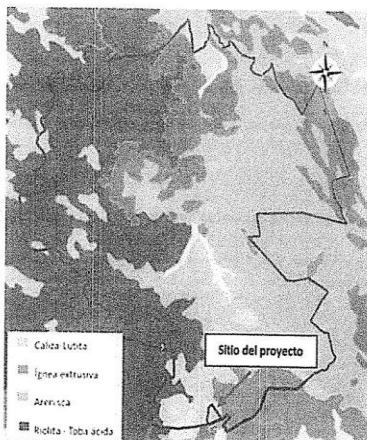 Caliza-Lutita
Ígnea extrusiva
Arenisca
Riolita - Toba ácida
Sitio del proyecto